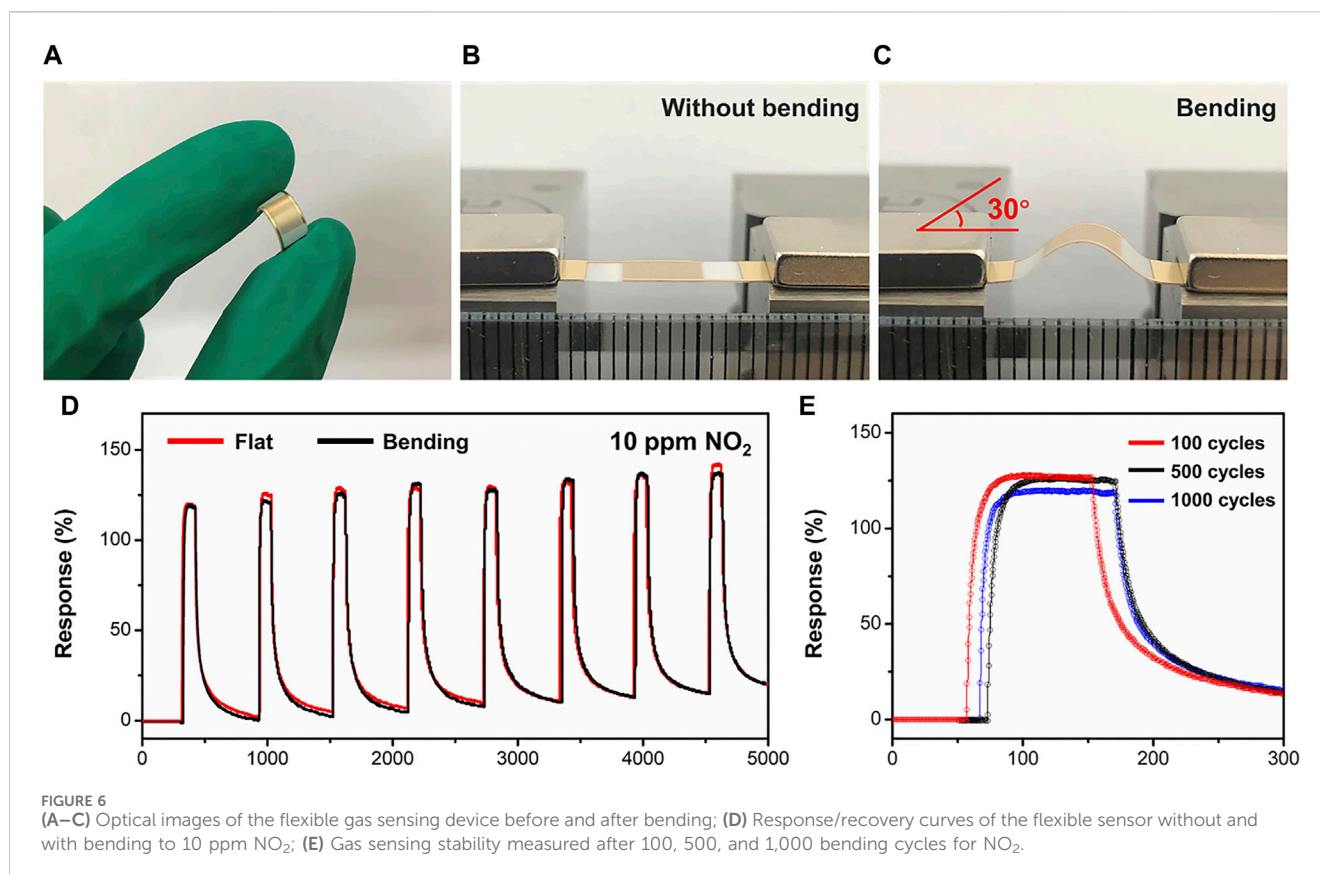 A
B
C
Without bending
Bending
30°
D
E
Flat
Bending
10 ppm NO₂
Response (%)
150
100
50
0
0
1000
2000
3000
4000
5000
100 cycles
500 cycles
1000 cycles
Response (%)
150
100
50
0
0
100
200
300
FIGURE 6
(A–C) Optical images of the flexible gas sensing device before and after bending; (D) Response/recovery curves of the flexible sensor without and
with bending to 10 ppm NO₂; (E) Gas sensing stability measured after 100, 500, and 1,000 bending cycles for NO₂.